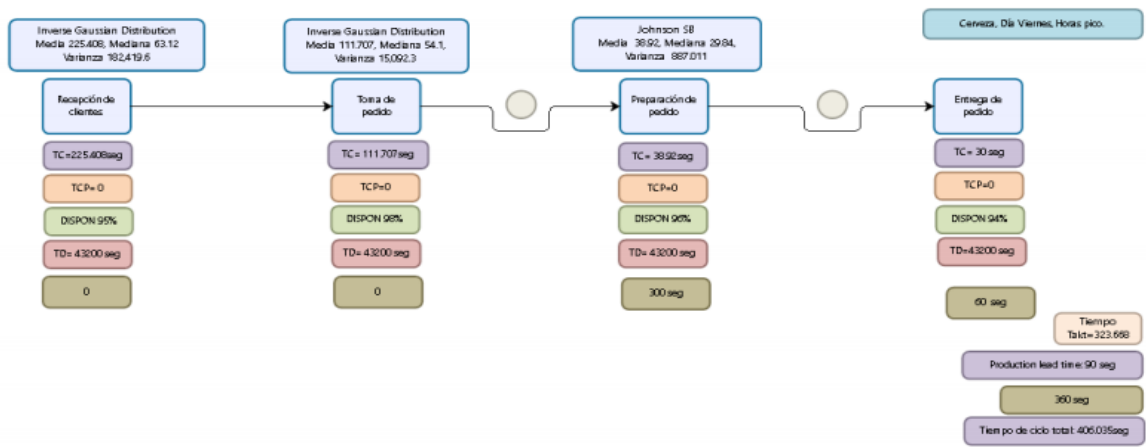 Inverse Gaussian Distribution
Media 225.408, Mediana 63.12
Varianza 182,419.6
Inverse Gaussian Distribution
Media 111.707, Mediana 54.1,
Varianza 15,092.3
Johnson SB
Media 38.92, Mediana 29.84,
Varianza 887.011
Cerveza, Día Viernes, Horas pico.
Recepción de
clientes
Toma de
pedido
Preparación de
pedido
Entrega de
pedido
TC=225.408seg
TC= 111.707seg
TC= 38.92seg
TC= 30 seg
TCP= 0
TCP=0
TCP=0
TCP=0
DISPON 95%
DISPON 98%
DISPON 96%
DISPON 94%
TD= 43200 seg
TD= 43200 seg
TD= 43200 seg
TD=43200 seg
0
0
300 seg
60 seg
Tiempo
Takt=323.668
Production lead time: 90 seg
360 seg
Tiempo de ciclo total: 406.035seg